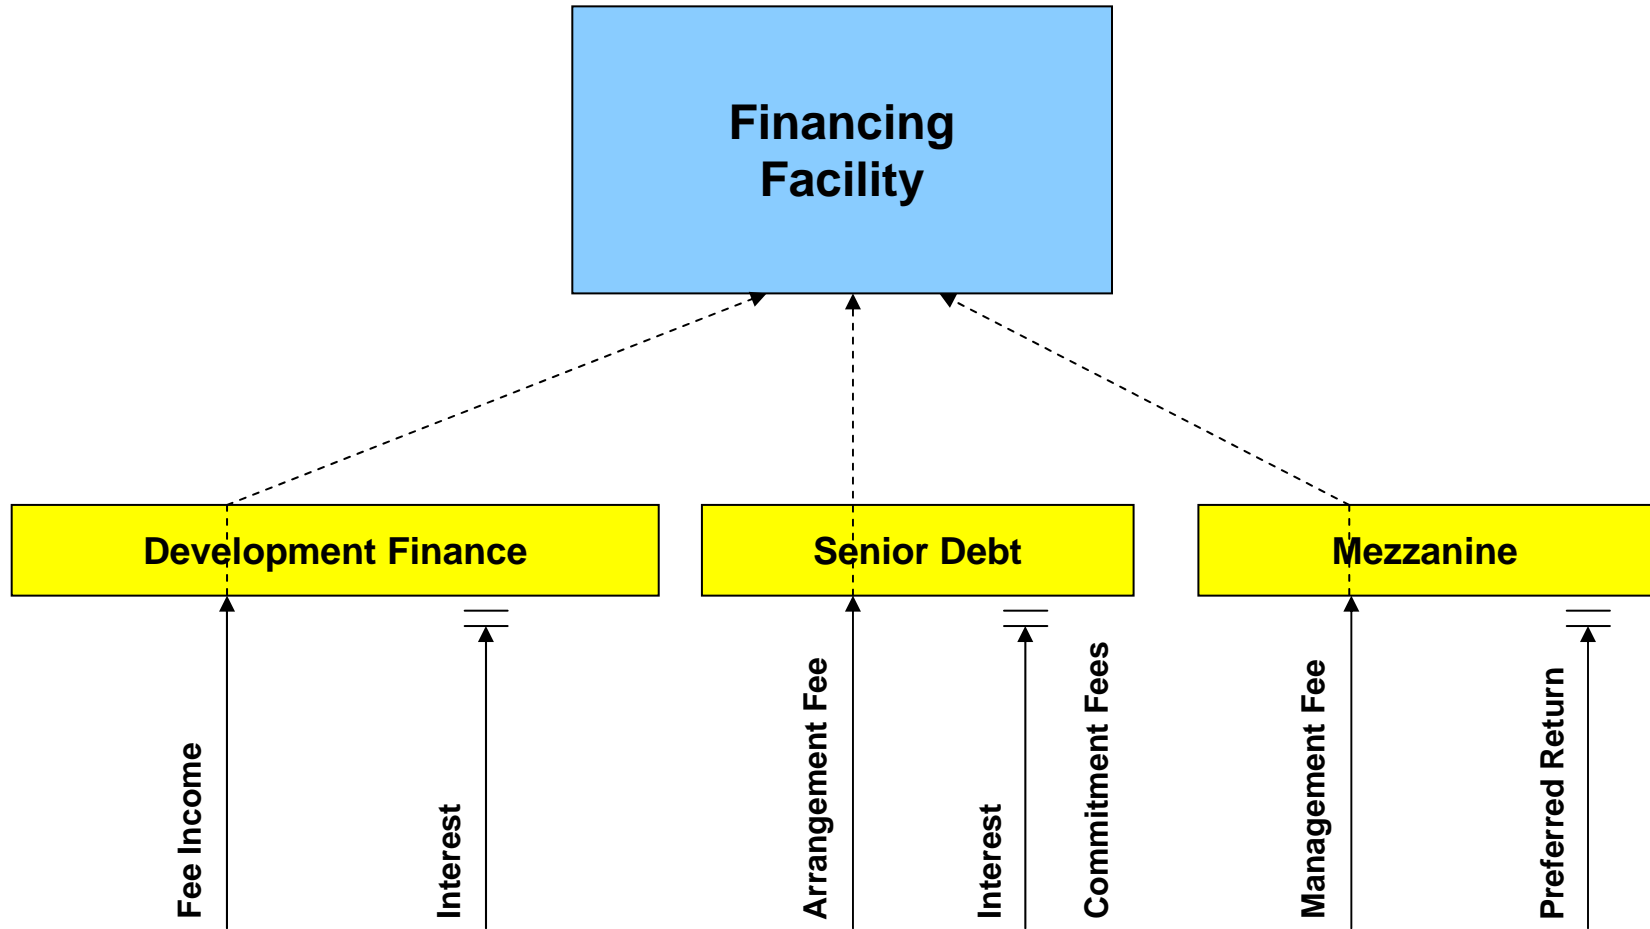 Financing
Facility
Development Finance
Senior Debt
Mezzanine
Fee Income
Interest
Arrangement Fee
Interest
Commitment Fees
Management Fee
Preferred Return